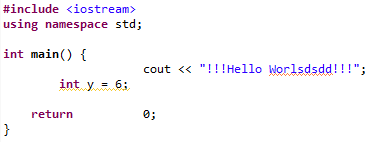 #include <iostream>
using namespace std;
int main() {
cout << "!!!Hello Worlsdsdd!!!";
int y = 6;
return 0;
}